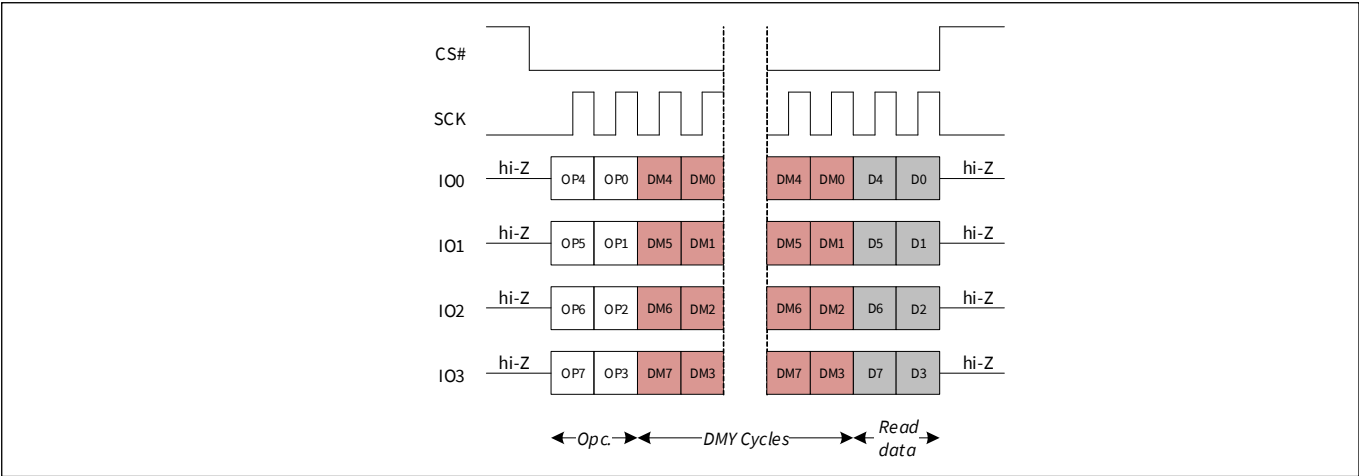 CS#
SCK
IO0 hi-Z OP4 OP0 DM4 DM0 DM4 DM0 D4 D0 hi-Z
IO1 hi-Z OP5 OP1 DM5 DM1 DM5 DM1 D5 D1 hi-Z
IO2 hi-Z OP6 OP2 DM6 DM2 DM6 DM2 D6 D2 hi-Z
IO3 hi-Z OP7 OP3 DM7 DM3 DM7 DM3 D7 D3 hi-Z
Opc. DMY Cycles Read
data